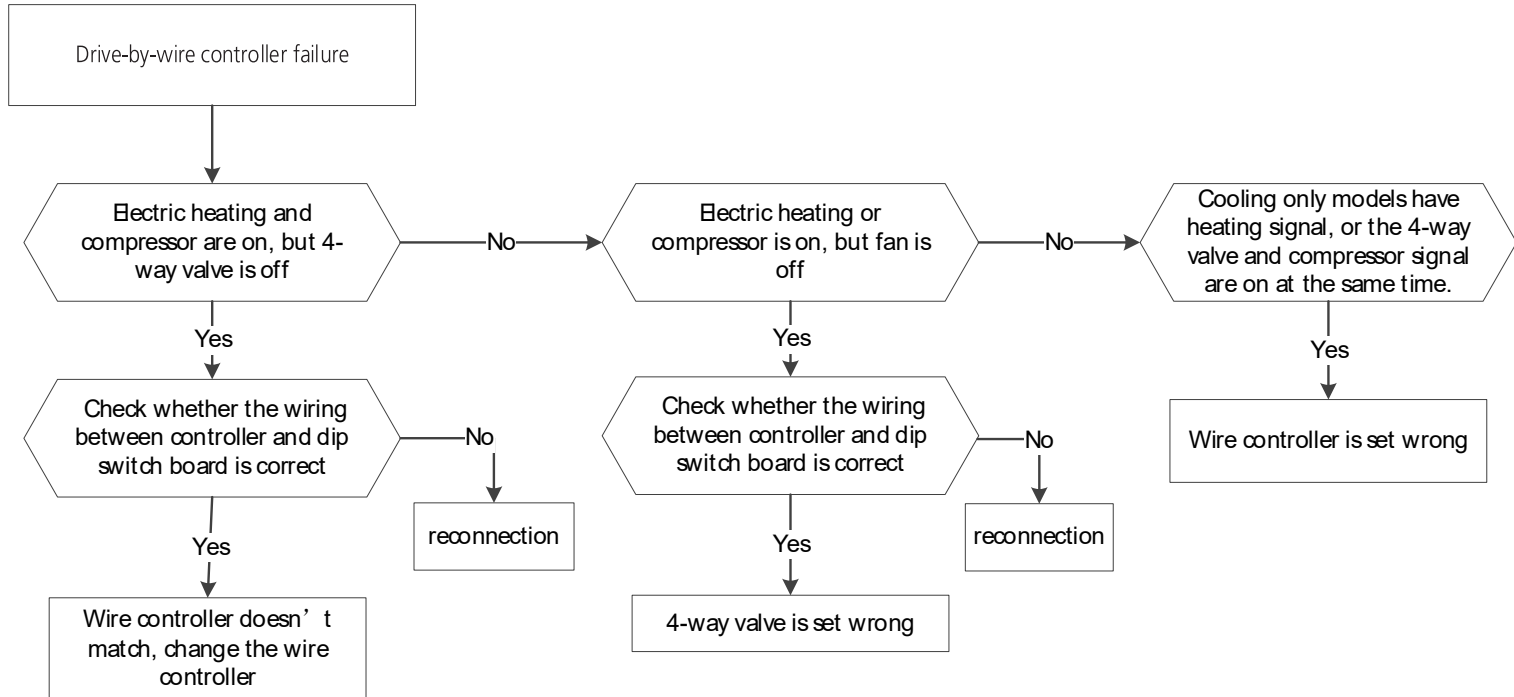 Drive-by-wire controller failure
Electric heating and
compressor are on, but 4-
way valve is off
No
Electric heating or
compressor is on, but fan is
off
No
Cooling only models have
heating signal, or the 4-way
valve and compressor signal
are on at the same time.
Yes
Yes
Yes
Check whether the wiring
between controller and dip
switch board is correct
No
Check whether the wiring
between controller and dip
switch board is correct
No
Wire controller is set wrong
reconnection
reconnection
Yes
Yes
Wire controller doesn’t
match, change the wire
controller
4-way valve is set wrong